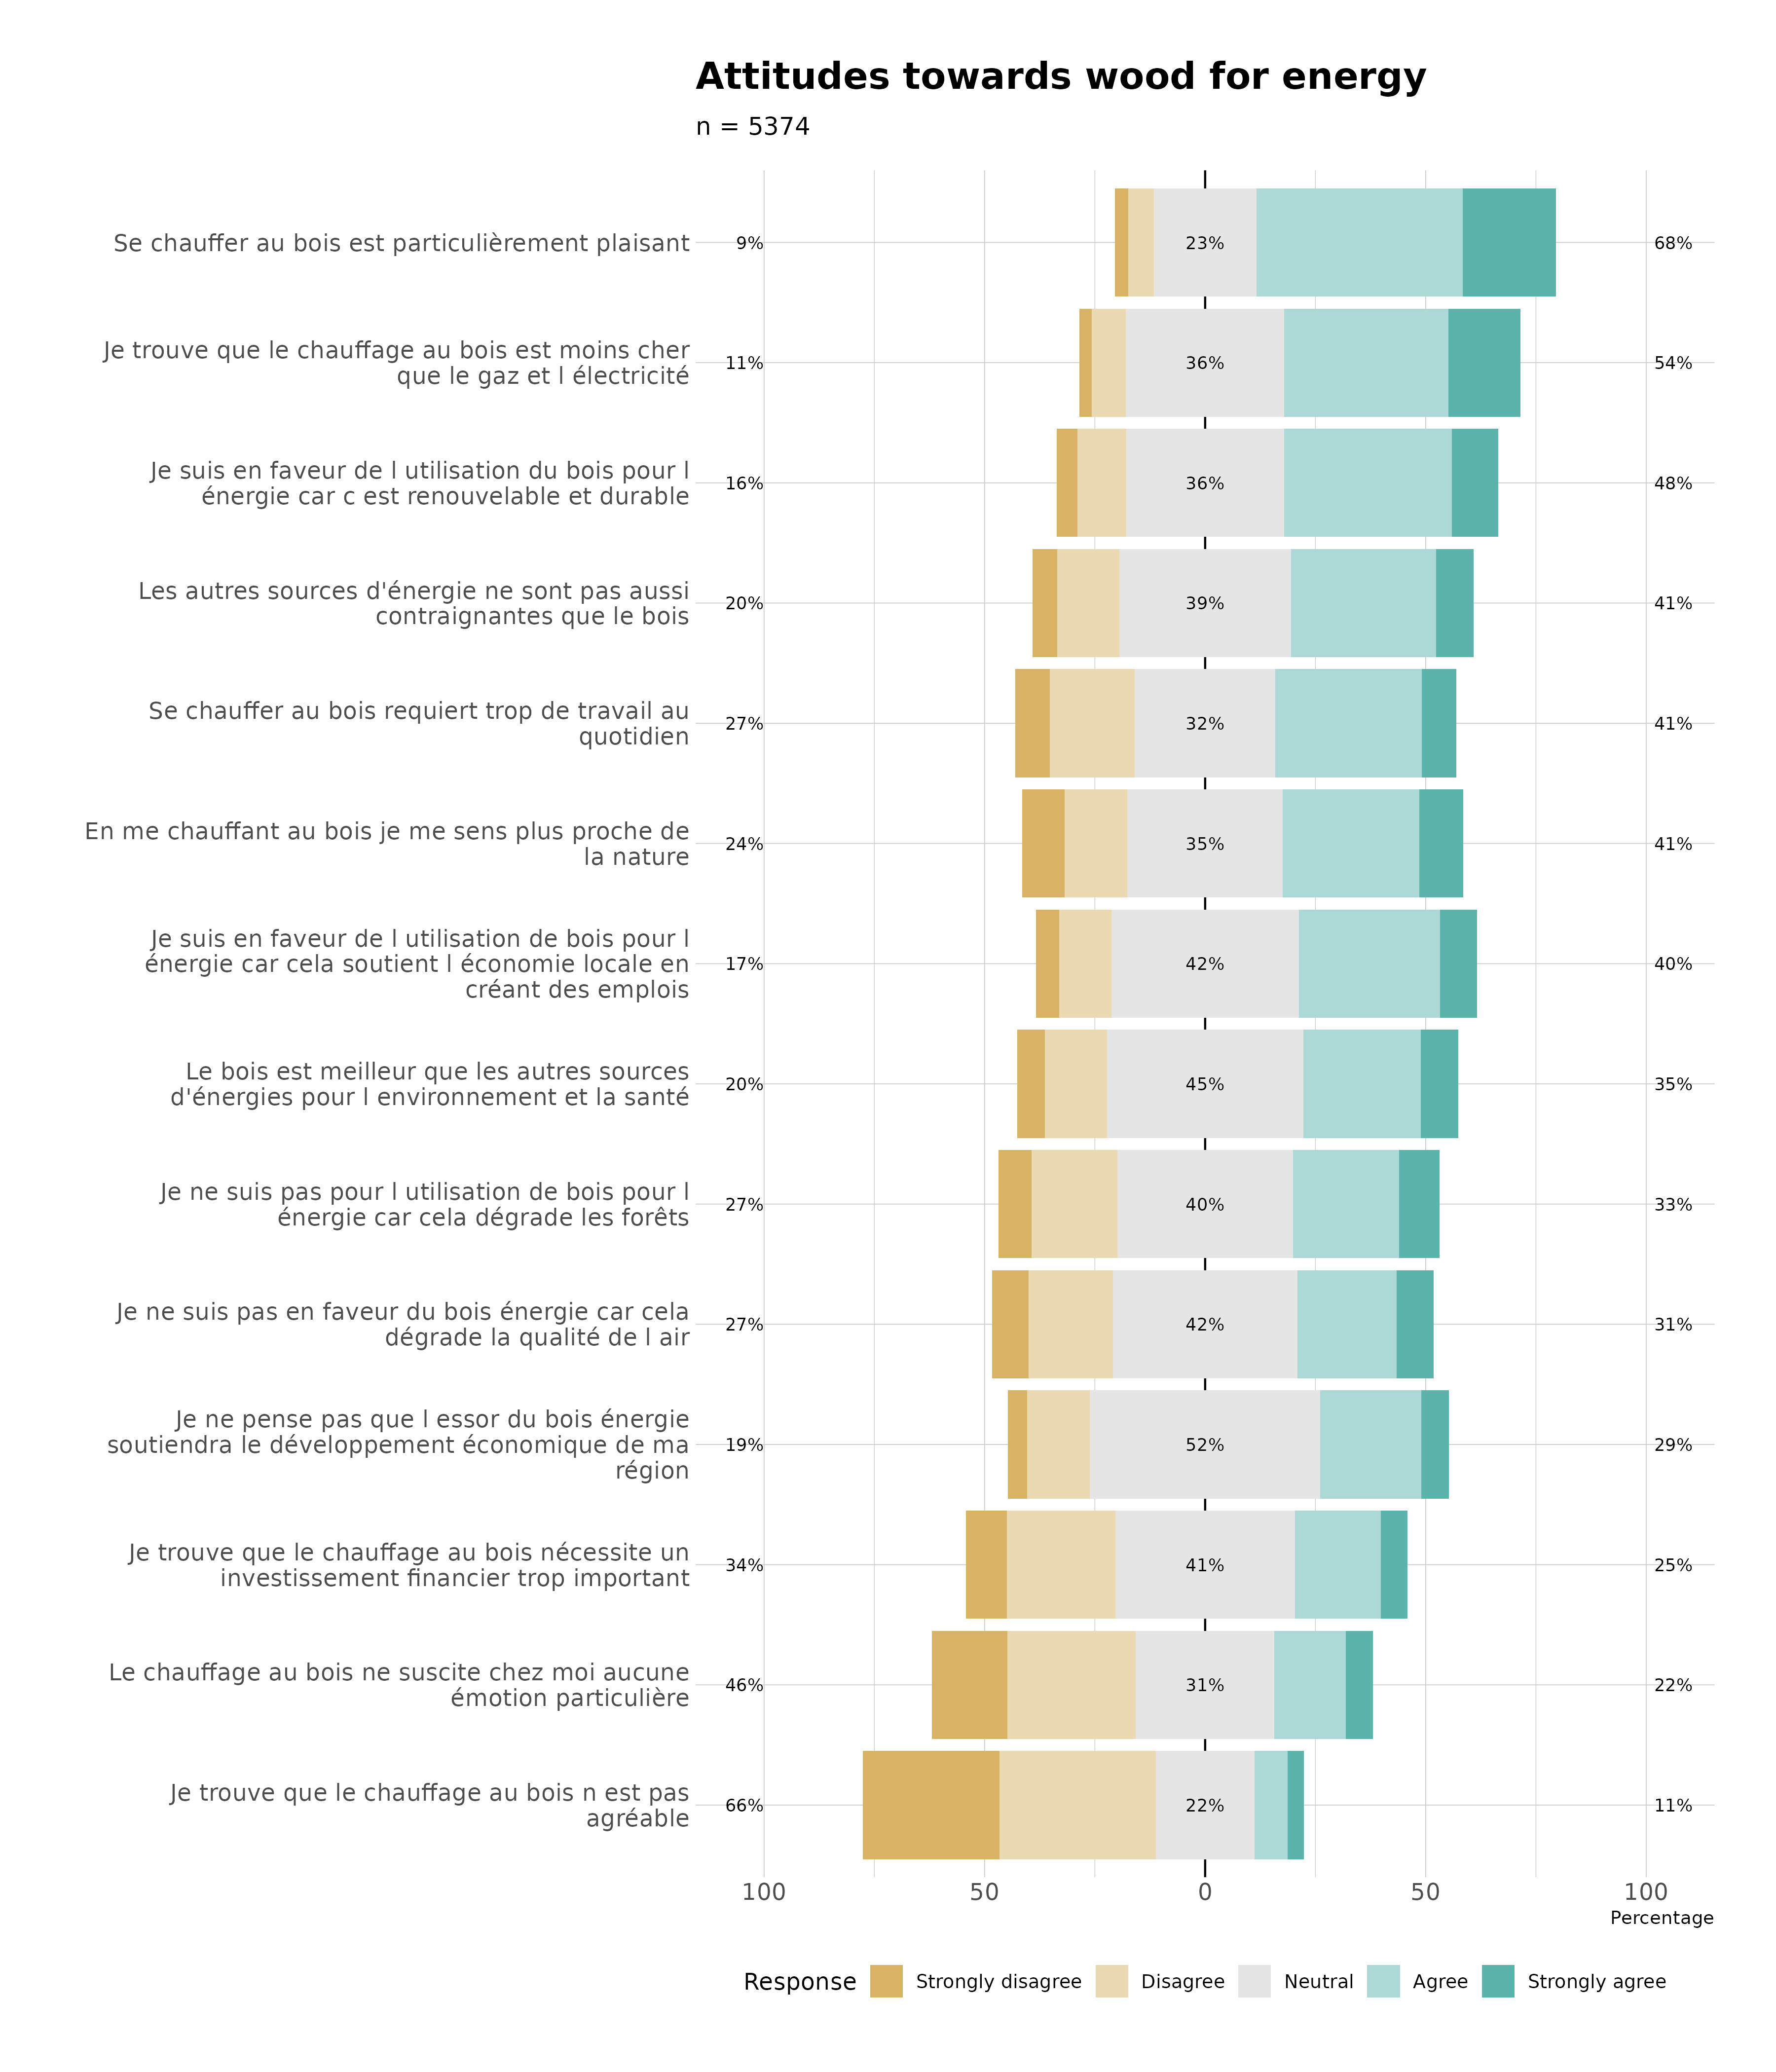 Attitudes towards wood for energy
n = 5374
Se chauffer au bois est particulièrement plaisant
9%
23%
68%
Je trouve que le chauffage au bois est moins cher
que le gaz et l électricité
11%
36%
54%
Je suis en faveur de l utilisation du bois pour l
énergie car c est renouvelable et durable
16%
36%
48%
Les autres sources d'énergie ne sont pas aussi
contraignantes que le bois
20%
39%
41%
Se chauffer au bois requiert trop de travail au
quotidien
27%
32%
41%
En me chauffant au bois je me sens plus proche de
la nature
24%
35%
41%
Je suis en faveur de l utilisation de bois pour l
énergie car cela soutient l économie locale en
créant des emplois
17%
42%
40%
Le bois est meilleur que les autres sources
d'énergies pour l environnement et la santé
20%
45%
35%
Je ne suis pas pour l utilisation de bois pour l
énergie car cela dégrade les forêts
27%
40%
33%
Je ne suis pas en faveur du bois énergie car cela
dégrade la qualité de l air
27%
42%
31%
Je ne pense pas que l essor du bois énergie
soutiendra le développement économique de ma
région
19%
52%
29%
Je trouve que le chauffage au bois nécessite un
investissement financier trop important
34%
41%
25%
Le chauffage au bois ne suscite chez moi aucune
émotion particulière
46%
31%
22%
Je trouve que le chauffage au bois n est pas
agréable
66%
22%
11%
100 50 0 50 100
Percentage
Response Strongly disagree Disagree Neutral Agree Strongly agree